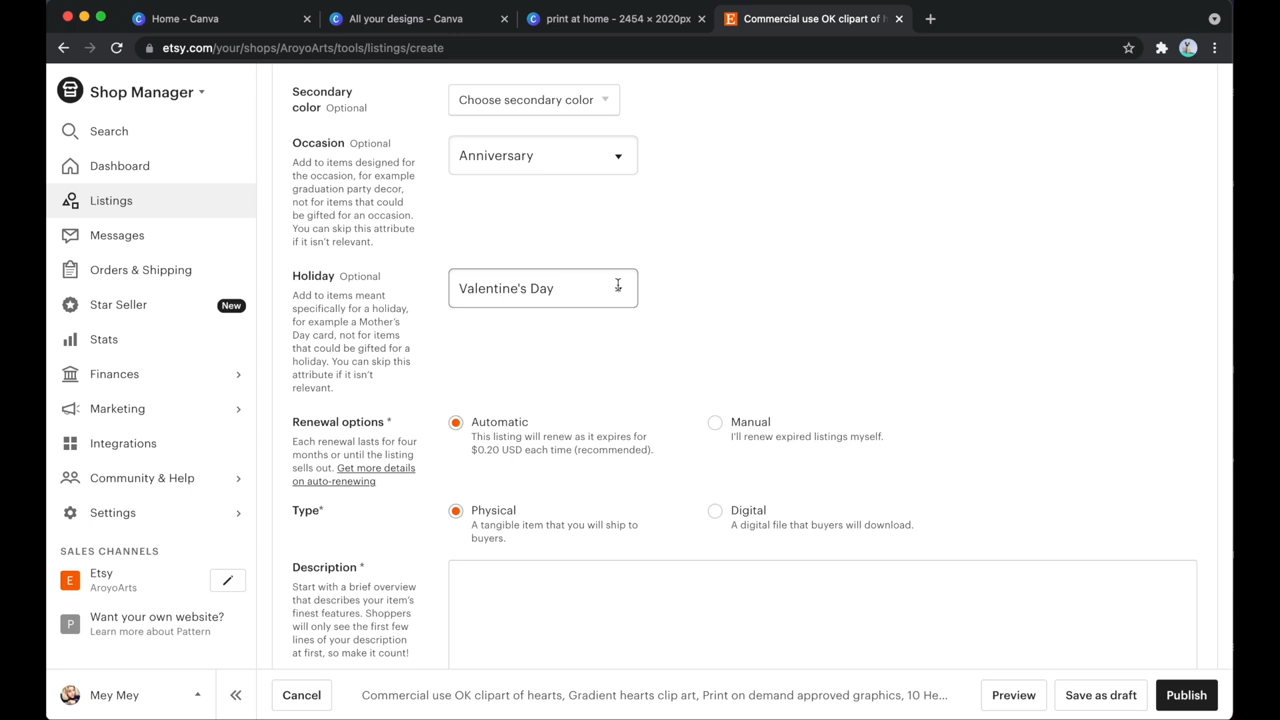 Home - Canva
All your designs - Canva
print at home - 2454 × 2020px
Commercial use OK clipart of h
etsy.com/your/shops/AroyoArts/tools/listings/create
Shop Manager
Search
Dashboard
Listings
Messages
Orders & Shipping
Star Seller
New
Stats
Finances
Marketing
Integrations
Community & Help
Settings
SALES CHANNELS
E
Etsy
AroyoArts
P
Want your own website?
Learn more about Pattern
Mey Mey
Secondary
color Optional
Choose secondary color
Occasion Optional
Add to items designed for
the occasion, for example
graduation party decor,
not for items that could
be gifted for an occasion.
You can skip this attribute
if it isn't relevant.
Anniversary
Holiday Optional
Add to items meant
specifically for a holiday,
for example a Mother's
Day card, not for items
that could be gifted for a
holiday. You can skip this
attribute if it isn't
relevant.
Valentine's Day
Renewal options *
Each renewal lasts for four
months or until the listing
sells out. Get more details
on auto-renewing
Automatic
This listing will renew as it expires for
$0.20 USD each time (recommended).
Manual
I'll renew expired listings myself.
Type*
Physical
A tangible item that you will ship to
buyers.
Digital
A digital file that buyers will download.
Description *
Start with a brief overview
that describes your item's
finest features. Shoppers
will only see the first few
lines of your description
at first, so make it count!
Cancel
Commercial use OK clipart of hearts, Gradient hearts clip art, Print on demand approved graphics, 10 He...
Preview
Save as draft
Publish